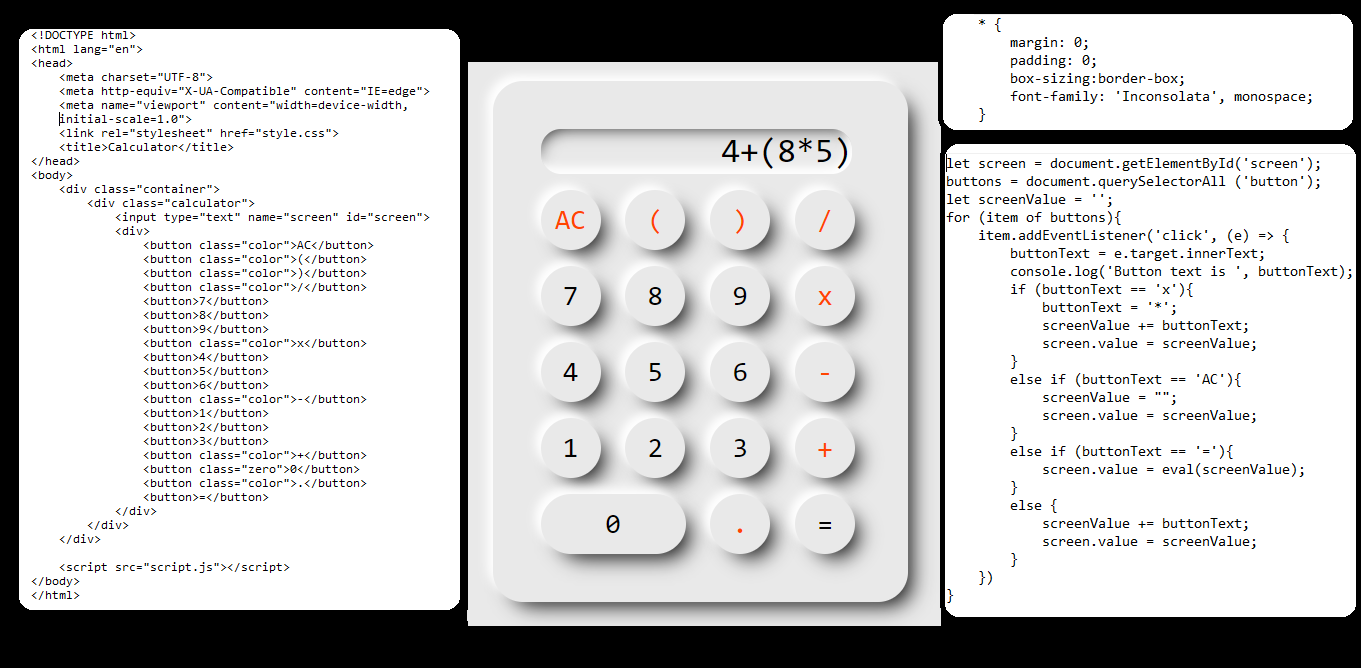 <!DOCTYPE html>
<html lang="en">
<head>
    <meta charset="UTF-8">
    <meta http-equiv="X-UA-Compatible" content="IE=edge">
    <meta name="viewport" content="width=device-width,
    initial-scale=1.0">
    <link rel="stylesheet" href="style.css">
    <title>Calculator</title>
</head>
<body>
    <div class="container">
        <div class="calculator">
            <input type="text" name="screen" id="screen">
            <div>
                <button class="color">AC</button>
                <button class="color">(</button>
                <button class="color">)</button>
                <button class="color">/</button>
                <button>7</button>
                <button>8</button>
                <button>9</button>
                <button class="color">x</button>
                <button>4</button>
                <button>5</button>
                <button>6</button>
                <button class="color">-</button>
                <button>1</button>
                <button>2</button>
                <button>3</button>
                <button class="color">+</button>
                <button class="zero">0</button>
                <button class="color">.</button>
                <button>=</button>
            </div>
        </div>
    </div>
    <script src="script.js"></script>
</body>
</html>
4+(8*5)
AC ( ) /
7 8 9 x
4 5 6 -
1 2 3 +
0 . =
    * {
        margin: 0;
        padding: 0;
        box-sizing:border-box;
        font-family: 'Inconsolata', monospace;
    }
let screen = document.getElementById('screen');
buttons = document.querySelectorAll ('button');
let screenValue = '';
for (item of buttons){
    item.addEventListener('click', (e) => {
        buttonText = e.target.innerText;
        console.log('Button text is ', buttonText);
        if (buttonText == 'x'){
            buttonText = '*';
            screenValue += buttonText;
            screen.value = screenValue;
        }
        else if (buttonText == 'AC'){
            screenValue = "";
            screen.value = screenValue;
        }
        else if (buttonText == '='){
            screen.value = eval(screenValue);
        }
        else {
            screenValue += buttonText;
            screen.value = screenValue;
        }
    })
}